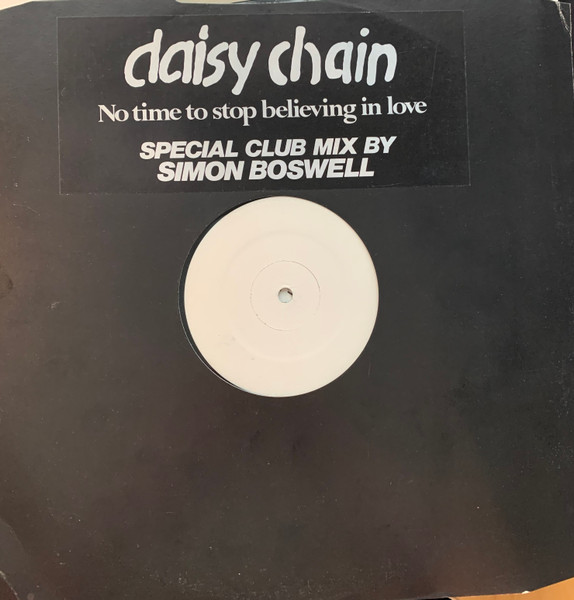 daisy chain
No time to stop believing in love
SPECIAL CLUB MIX BY
SIMON BOSWELL